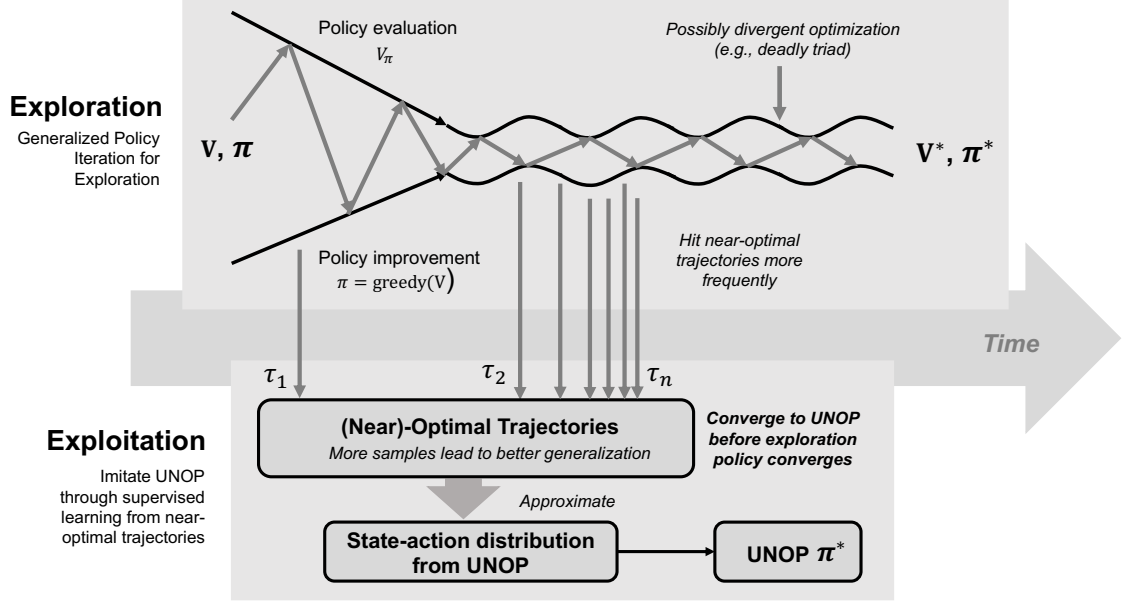 Policy evaluation
V_π
Possibly divergent optimization
(e.g., deadly triad)
Exploration
Generalized Policy
Iteration for
Exploration
V, π
V*, π*
Policy improvement
π = greedy(V)
Hit near-optimal
trajectories more
frequently
Time
τ₁
τ₂
τₙ
Exploitation
Imitate UNOP
through supervised
learning from near-
optimal trajectories
(Near)-Optimal Trajectories
More samples lead to better generalization
Converge to UNOP
before exploration
policy converges
Approximate
State-action distribution
from UNOP
UNOP π*